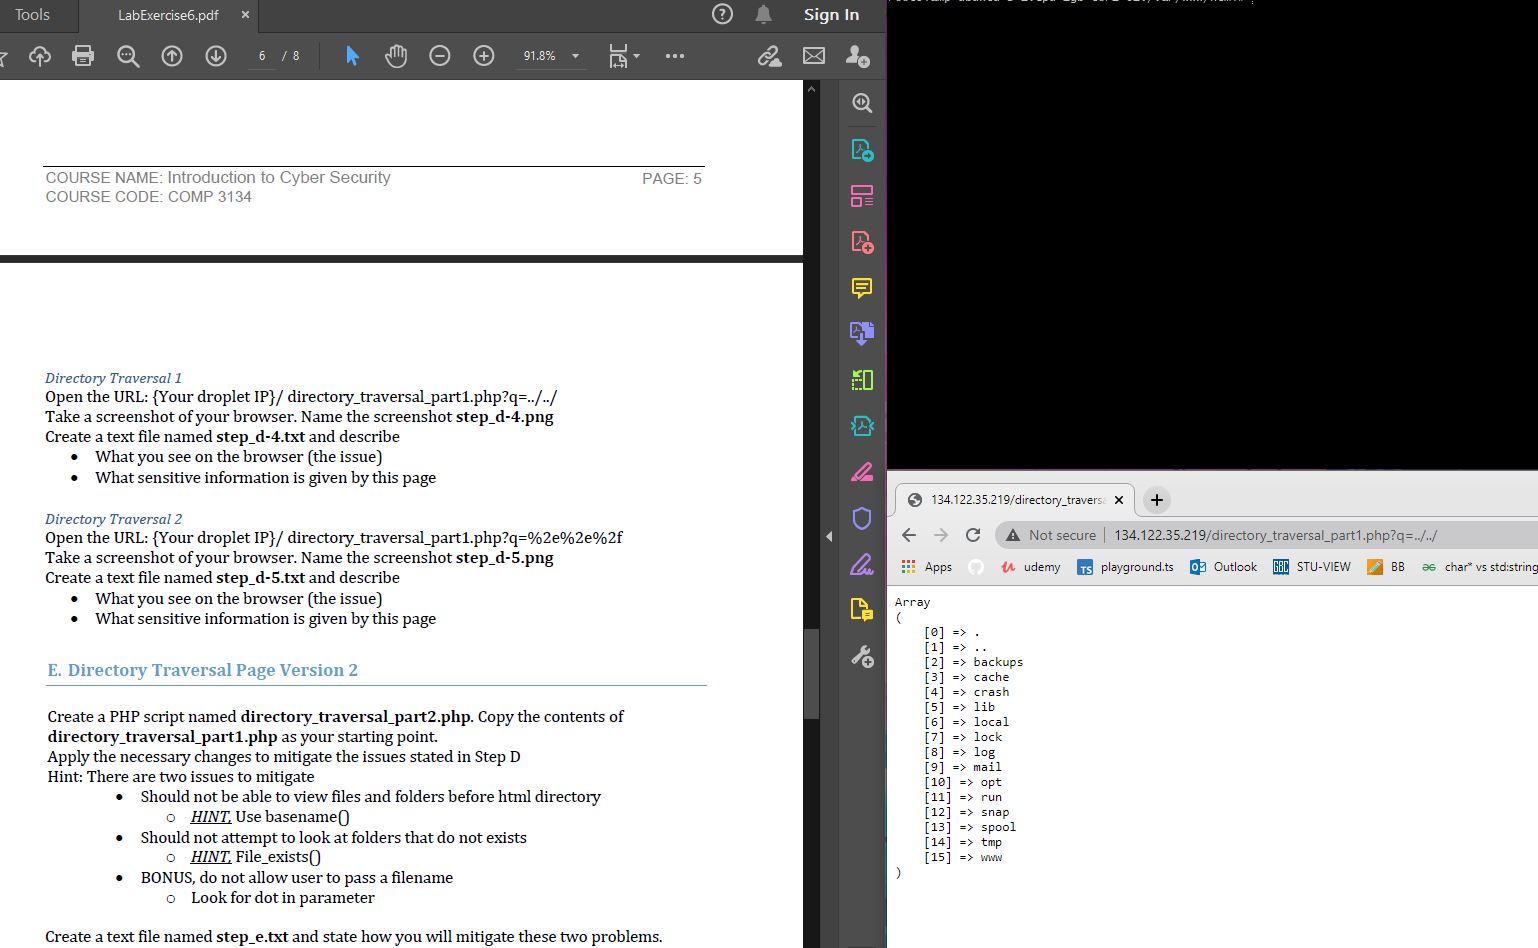 Tools
LabExercise6.pdf
Sign In
6 / 8
91.8%
COURSE NAME: Introduction to Cyber Security
PAGE: 5
COURSE CODE: COMP 3134
Directory Traversal 1
Open the URL: {Your droplet IP}/ directory_traversal_part1.php?q=../../
Take a screenshot of your browser. Name the screenshot step_d-4.png
Create a text file named step_d-4.txt and describe
• What you see on the browser (the issue)
• What sensitive information is given by this page
Directory Traversal 2
Open the URL: {Your droplet IP}/ directory_traversal_part1.php?q=%2e%2e%2f
Take a screenshot of your browser. Name the screenshot step_d-5.png
Create a text file named step_d-5.txt and describe
• What you see on the browser (the issue)
• What sensitive information is given by this page
E. Directory Traversal Page Version 2
Create a PHP script named directory_traversal_part2.php. Copy the contents of
directory_traversal_part1.php as your starting point.
Apply the necessary changes to mitigate the issues stated in Step D
Hint: There are two issues to mitigate
• Should not be able to view files and folders before html directory
o HINT, Use basename()
• Should not attempt to look at folders that do not exists
o HINT, File_exists()
• BONUS, do not allow user to pass a filename
o Look for dot in parameter
Create a text file named step_e.txt and state how you will mitigate these two problems.
134.122.35.219/directory_travers
Not secure
134.122.35.219/directory_traversal_part1.php?q=../../
Apps
udemy
TS playground.ts
Outlook
GBC STU-VIEW
BB
char* vs std:string
Array
(
[0] => .
[1] => ..
[2] => backups
[3] => cache
[4] => crash
[5] => lib
[6] => local
[7] => lock
[8] => log
[9] => mail
[10] => opt
[11] => run
[12] => snap
[13] => spool
[14] => tmp
[15] => www
)